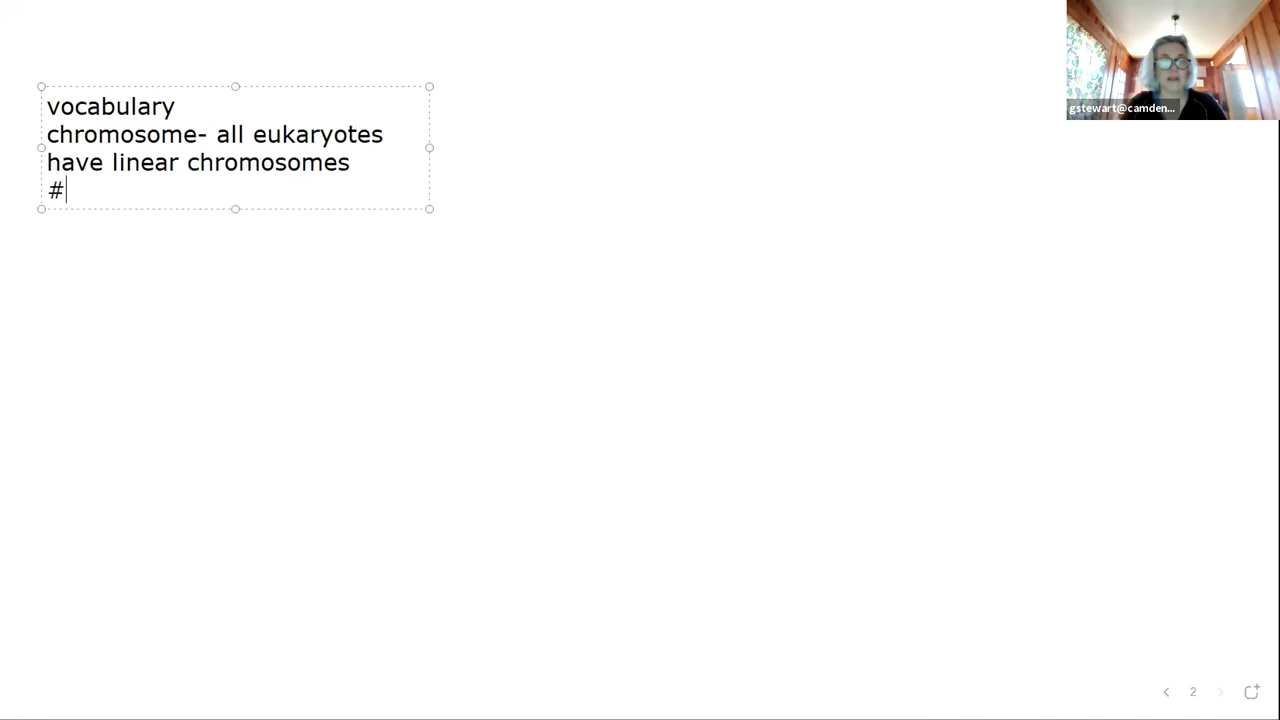 vocabulary
chromosome- all eukaryotes
have linear chromosomes
#
gstewart@camden...
2